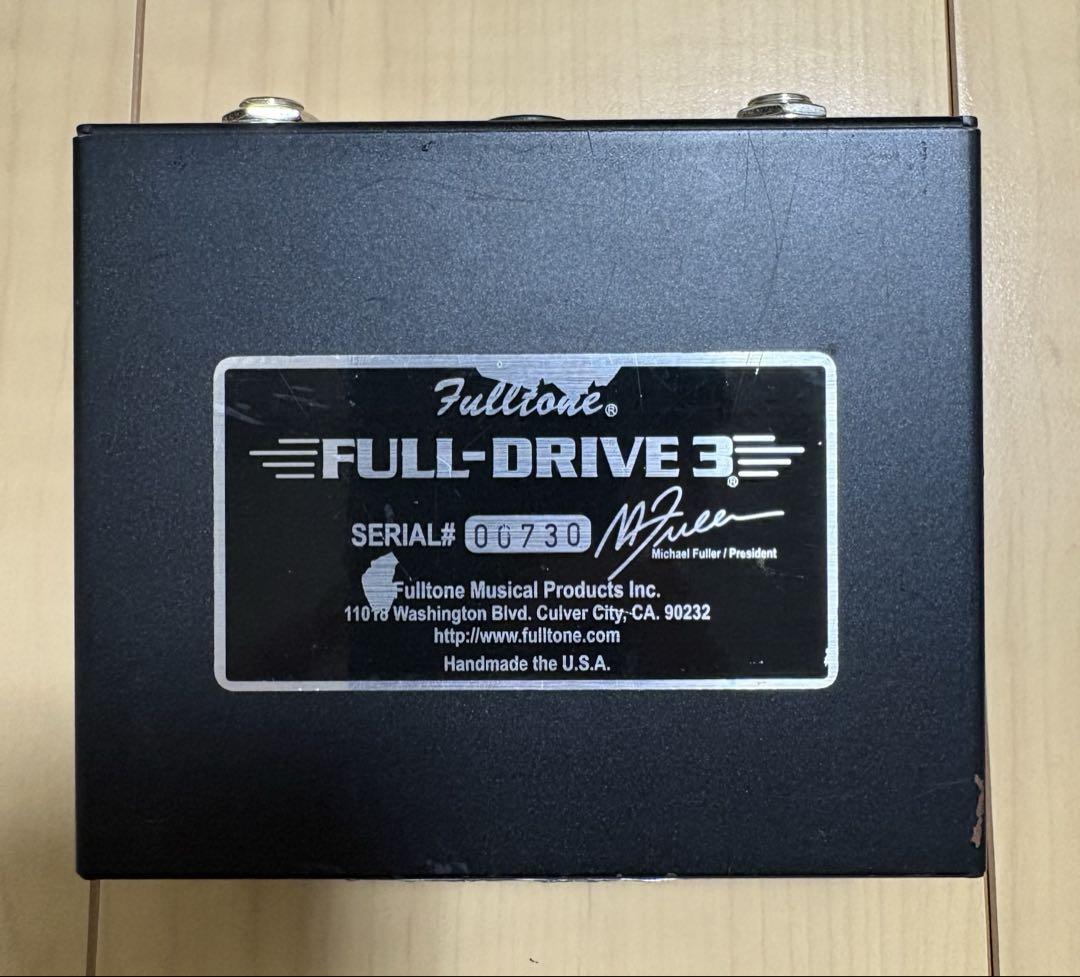 Fulltone®
FULL-DRIVE 3®
SERIAL# 00730 M Fuller
Michael Fuller / President
Fulltone Musical Products Inc.
11018 Washington Blvd. Culver City, CA. 90232
http://www.fulltone.com
Handmade the U.S.A.